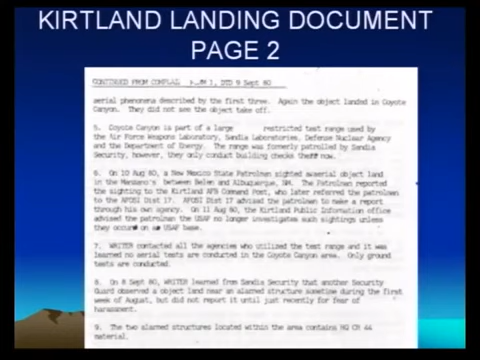 KIRTLAND LANDING DOCUMENT
PAGE 2
CONTINUED FROM COMPLAI 1, DTD 9 Sept 80
aerial phenomena described by the first three. Again the object landed in Coyote
Canyon. They did not see the object take off.
5. Coyote Canyon is part of a large restricted test range used by
the Air Force Weapons Laboratory, Sandia Laboratories, Defense Nuclear Agency
and the Department of Energy. The range was formerly patrolled by Sandia
Security, however, they only conduct building checks there now.
6. On 10 Aug 80, a New Mexico State Patrolman sighted aerial object land
in the Manzano's between Belen and Albuquerque, NM. The Patrolman reported
the sighting to the Kirtland AFB Command Post, who later referred the patrolman
to AFOSI Dist 17. AFOSI Dist 17 advised the patrolman to make a report
through his own agency. On 11 Aug 80, the Kirtland Public Information office
advised the patrolman the USAF no longer investigates such sightings unless
they occur on USAF base.
7. WRITER contacted all the agencies who utilized the test range and it was
learned no aerial tests are conducted in the Coyote Canyon area. Only ground
tests are conducted.
8. On 8 Sept 80, WRITER learned from Sandia Security that another Security
Guard observed a object land near an alarmed structure sometime during the first
week of August, but did not report it until just recently for fear of
harassment.
9. The two alarmed structures located within the area contains HQ CR 44
material.